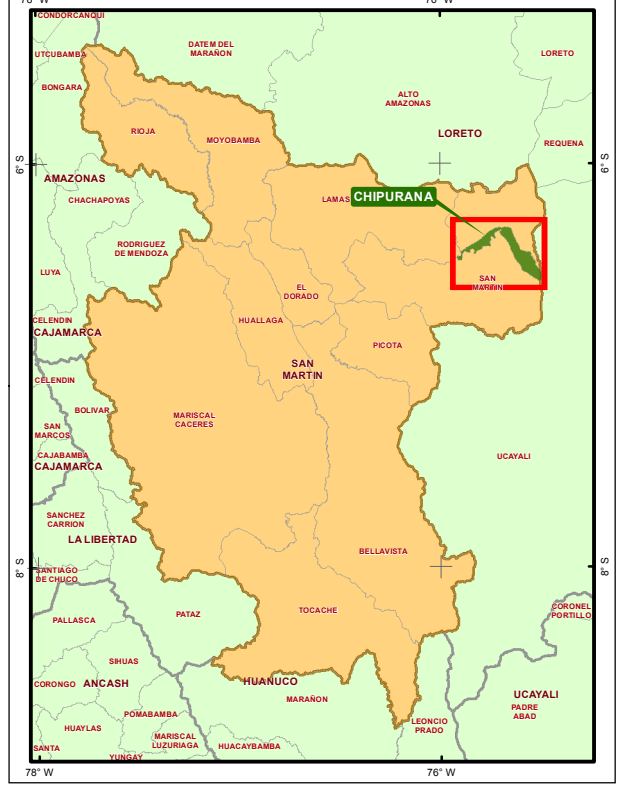 78° W
76° W
CONDORCANQUI
DATEM DEL
MARAÑON
UTCUBAMBA
LORETO
BONGARA
ALTO
AMAZONAS
RIOJA
MOYOBAMBA
LORETO
REQUENA
6° S
6° S
AMAZONAS
CHACHAPOYAS
LAMAS
CHIPURANA
RODRIGUEZ
DE MENDOZA
LUYA
SAN
MARTIN
EL
DORADO
CELENDIN
CAJAMARCA
HUALLAGA
PICOTA
SAN
MARTIN
CELENDIN
BOLIVAR
MARISCAL
CACERES
SAN
MARCOS
CAJABAMBA
CAJAMARCA
UCAYALI
SANCHEZ
CARRION
LA LIBERTAD
BELLAVISTA
8° S
8° S
SANTIAGO
DE CHUCO
PALLASCA
PATAZ
TOCACHE
CORONEL
PORTILLO
SIHUAS
CORONGO
ANCASH
HUANUCO
MARAÑON
UCAYALI
PADRE
ABAD
POMABAMBA
LEONCIO
PRADO
HUAYLAS
MARISCAL
LUZURIAGA
HUACAYBAMBA
SANTA
YUNGAY
78° W
76° W